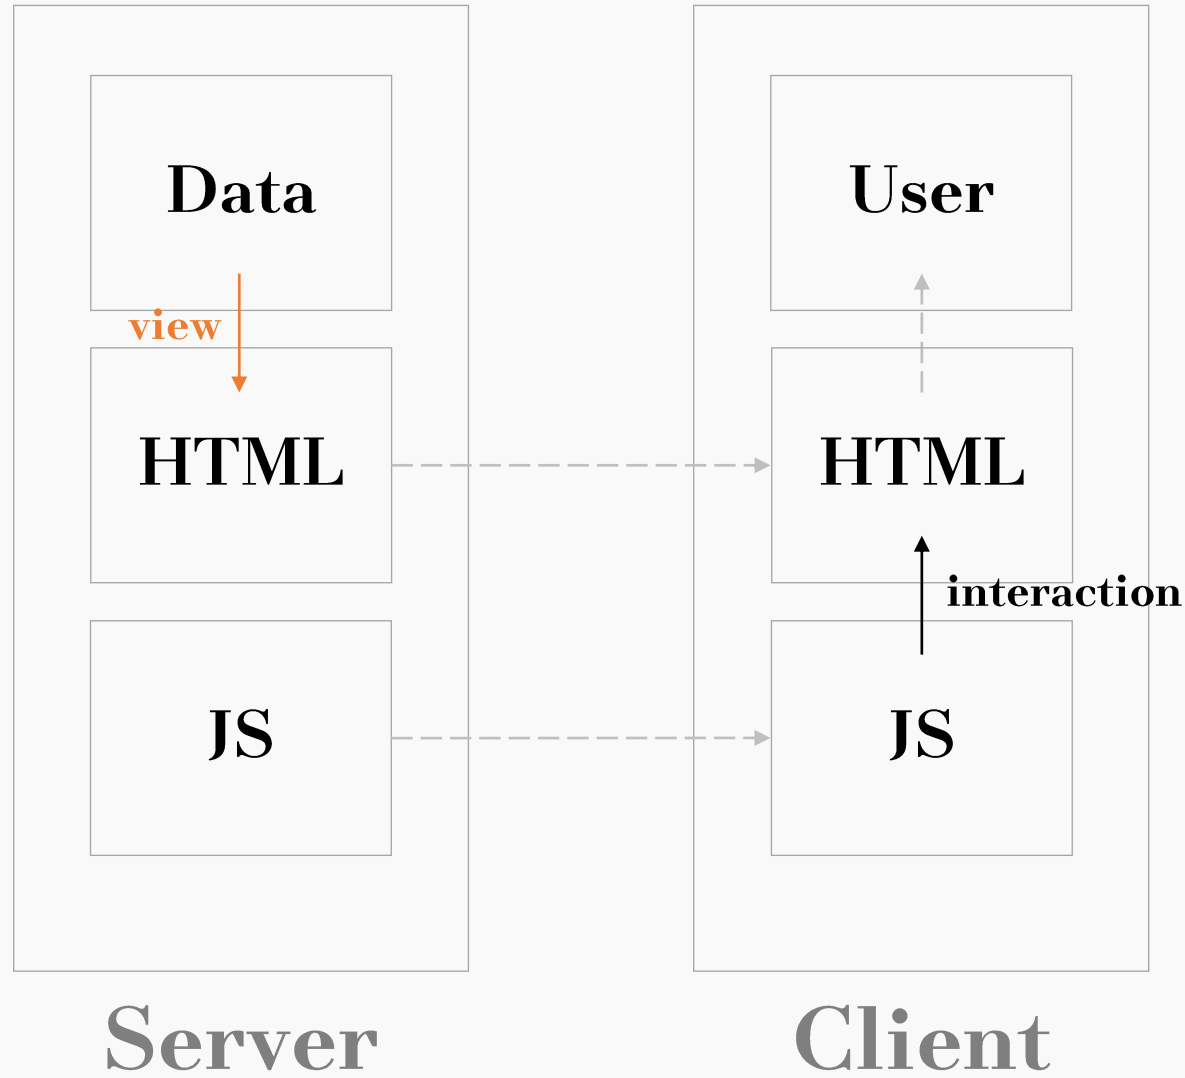 Data
view
HTML
JS
Server
User
HTML
interaction
JS
Client